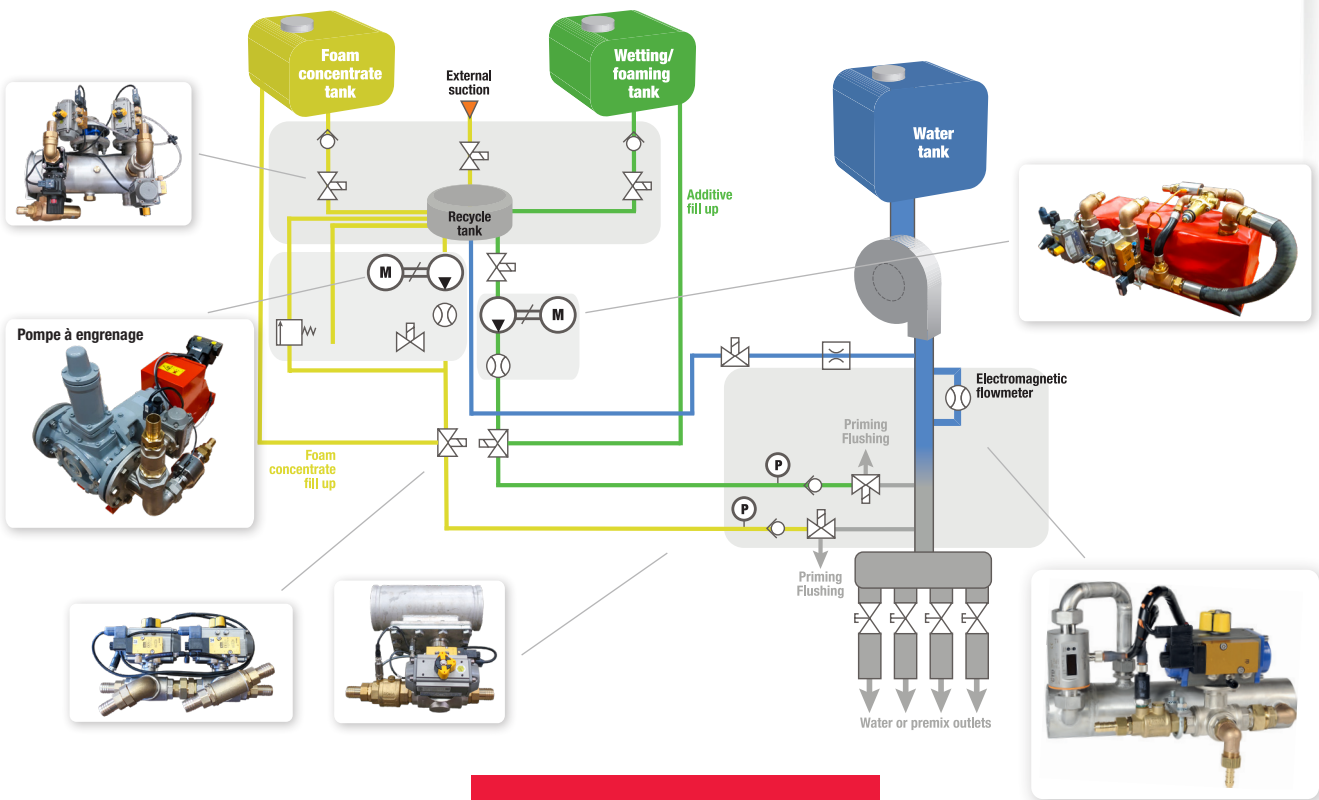 Foam
concentrate
tank
External
suction
Wetting/
foaming
tank
Water
tank
Additive
fill up
Recycle
tank
M
M
Pompe à engrenage
Electromagnetic
flowmeter
Priming
Flushing
Foam
concentrate
fill up
P
P
Priming
Flushing
Water or premix outlets